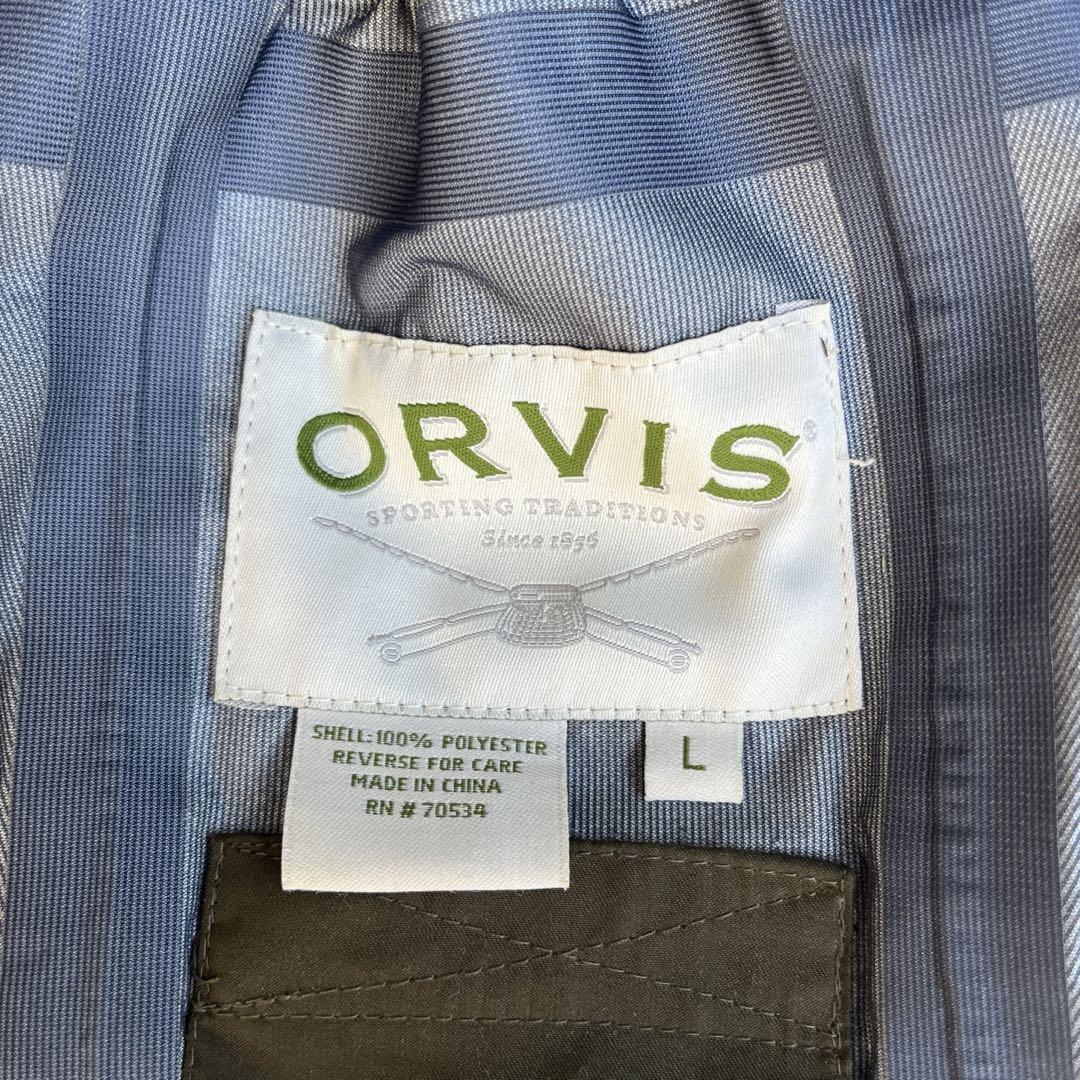 ORVIS®
SPORTING TRADITIONS
Since 1856
SHELL: 100% POLYESTER
REVERSE FOR CARE
MADE IN CHINA
RN # 70534
L